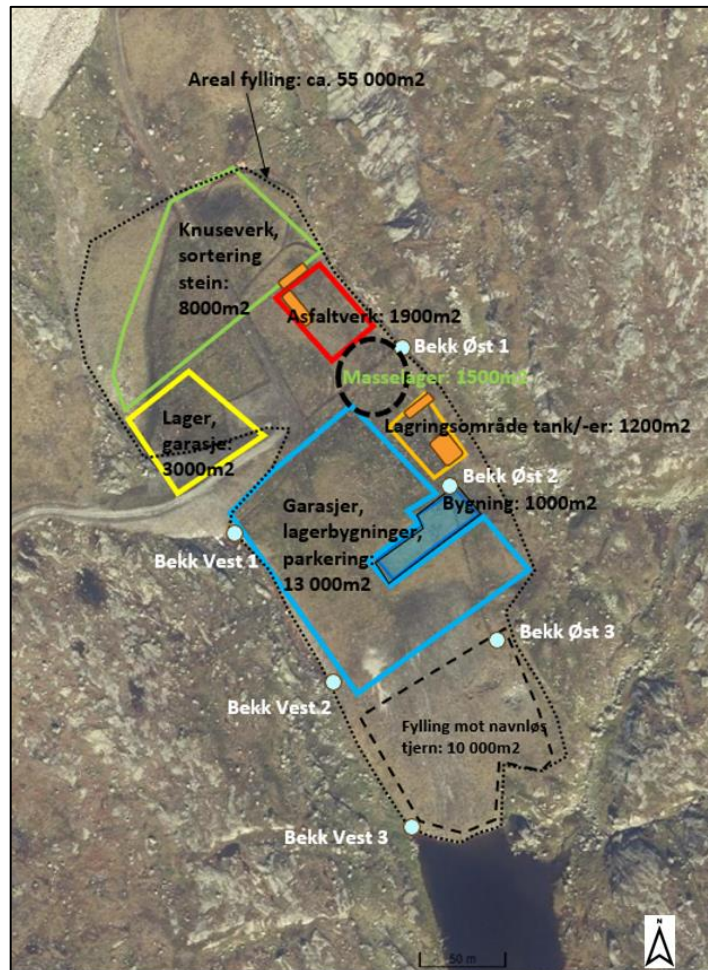 Areal fylling: ca. 55 000m2
Knuseverk,
sortering
stein:
8000m2
Asfaltverk: 1900m2
Bekk Øst 1
Masselager: 1500m2
Lager,
garasje:
3000m2
Lagringsområde tank/-er: 1200m2
Bekk Øst 2
Bygning: 1000m2
Garasjer,
lagerbygninger,
parkering:
13 000m2
Bekk Vest 1
Bekk Øst 3
Bekk Vest 2
Fylling mot navnløs
tjern: 10 000m2
Bekk Vest 3
50 m
N